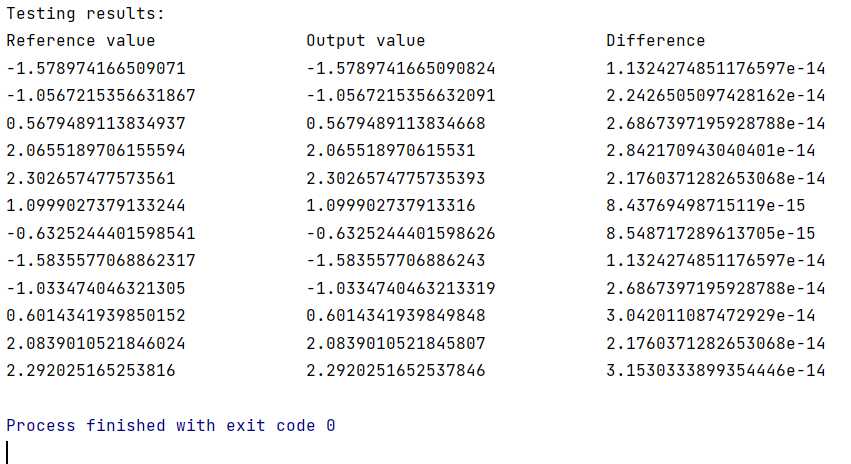 Testing results:
Reference value Output value Difference
-1.578974166509071 -1.5789741665090824 1.1324274851176597e-14
-1.0567215356631867 -1.0567215356632091 2.2426505097428162e-14
0.5679489113834937 0.5679489113834668 2.6867397195928788e-14
2.0655189706155594 2.065518970615531 2.842170943040401e-14
2.302657477573561 2.3026574775735393 2.1760371282653068e-14
1.0999027379133244 1.099902737913316 8.43769498715119e-15
-0.6325244401598541 -0.6325244401598626 8.548717289613705e-15
-1.5835577068862317 -1.583557706886243 1.1324274851176597e-14
-1.033474046321305 -1.0334740463213319 2.6867397195928788e-14
0.6014341939850152 0.6014341939849848 3.042011087472929e-14
2.0839010521846024 2.0839010521845807 2.1760371282653068e-14
2.292025165253816 2.2920251652537846 3.1530333899354446e-14
Process finished with exit code 0